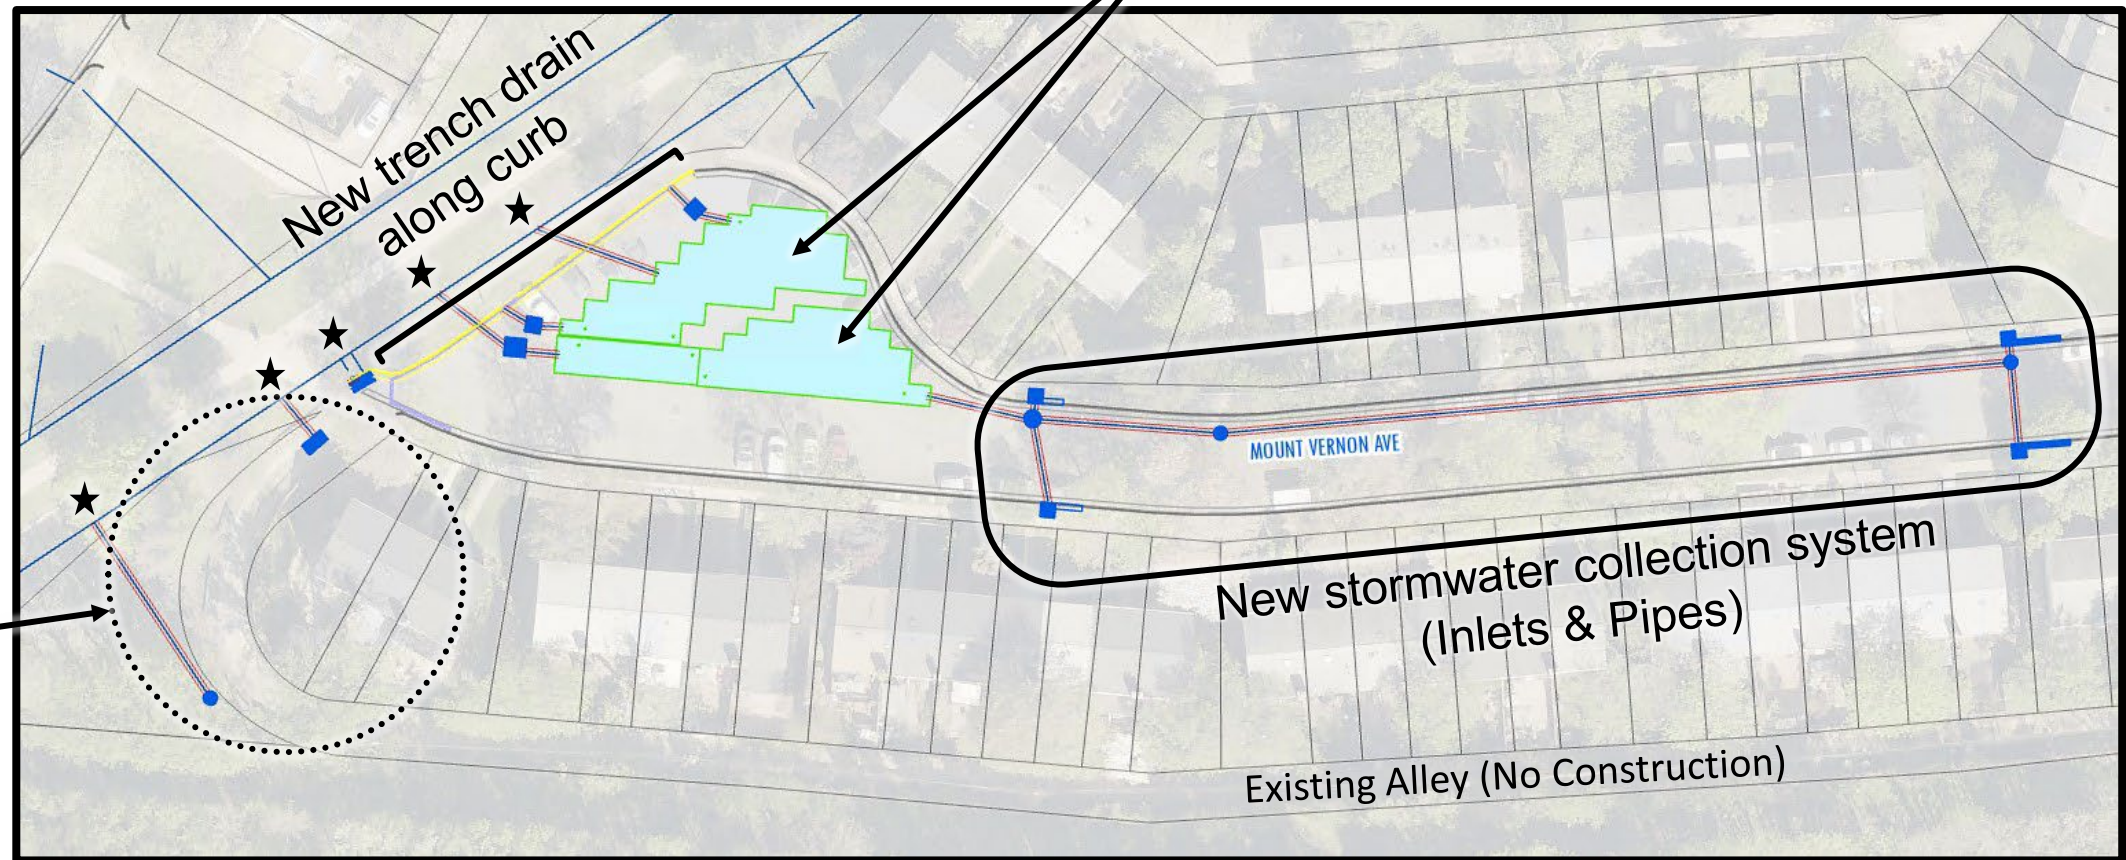 New trench drain
along curb
MOUNT VERNON AVE
New stormwater collection system
(Inlets & Pipes)
Existing Alley (No Construction)